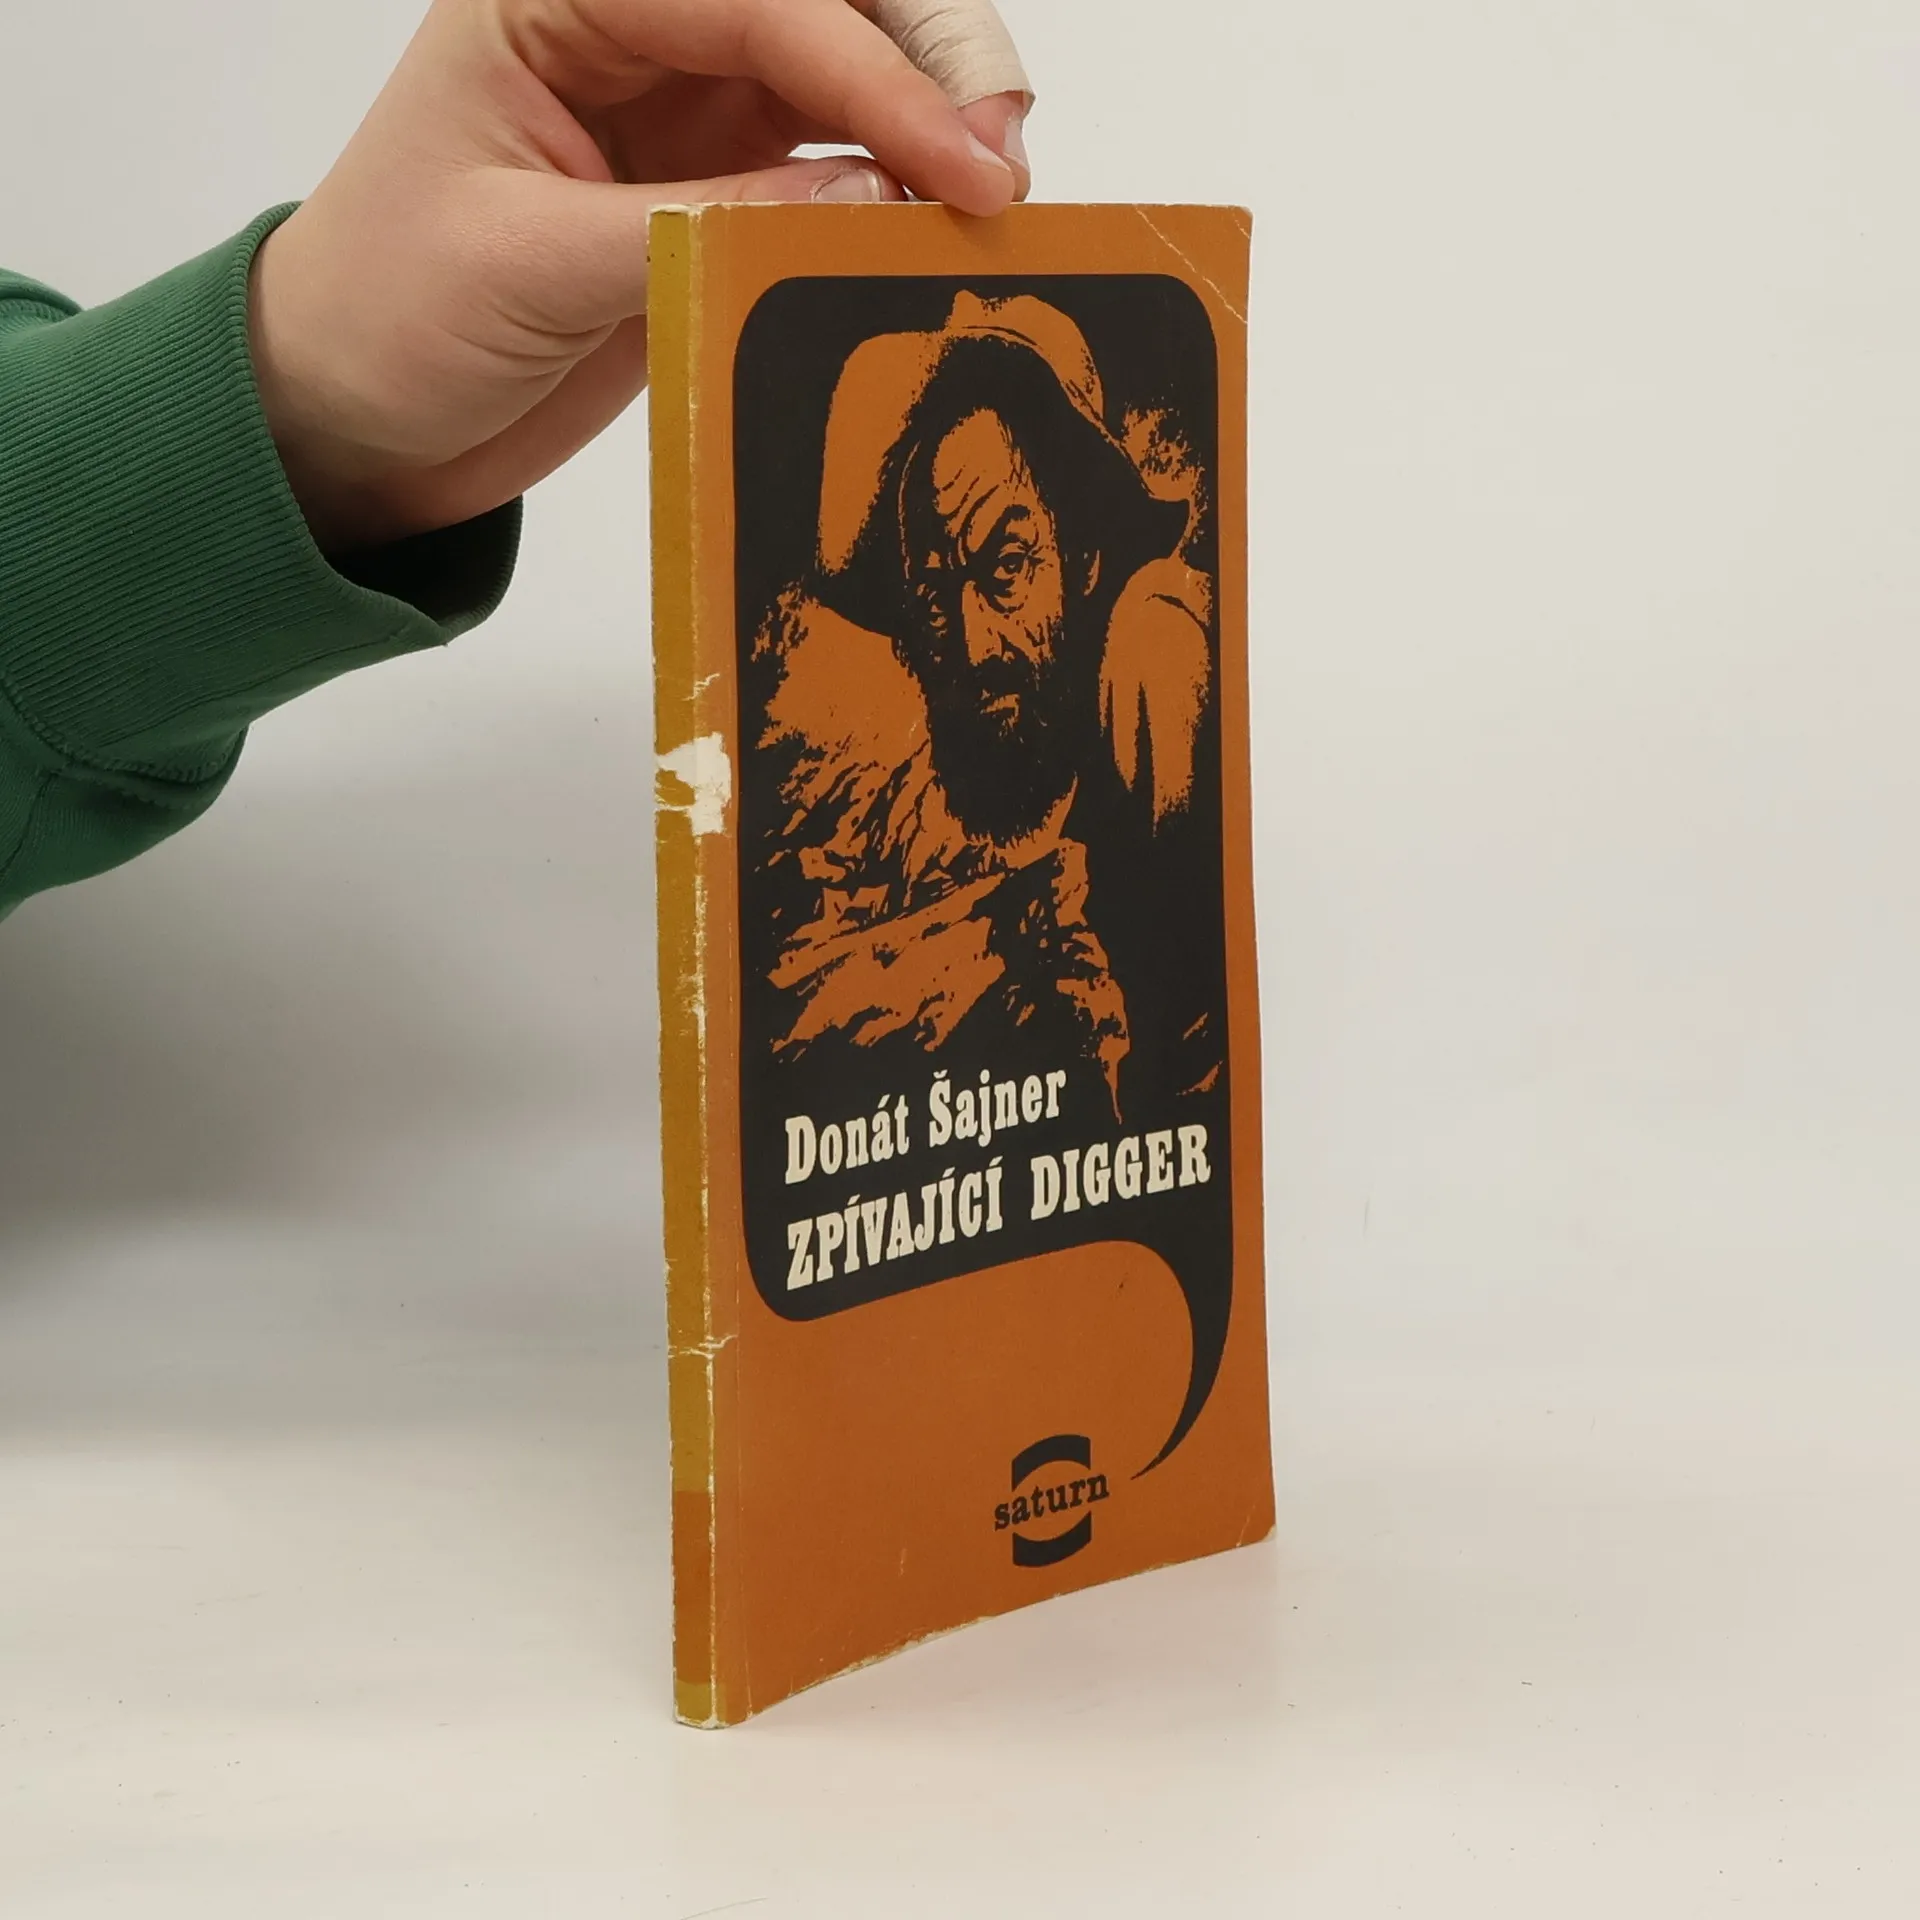 Donát Šajner
ZPÍVAJÍCÍ DIGGER
saturn